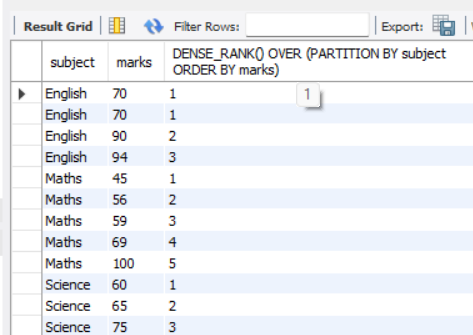 Result Grid Filter Rows: Export:
subject marks DENSE_RANK() OVER (PARTITION BY subject
ORDER BY marks)
English 70 1
1
English 70 1
English 90 2
English 94 3
Maths 45 1
Maths 56 2
Maths 59 3
Maths 69 4
Maths 100 5
Science 60 1
Science 65 2
Science 75 3